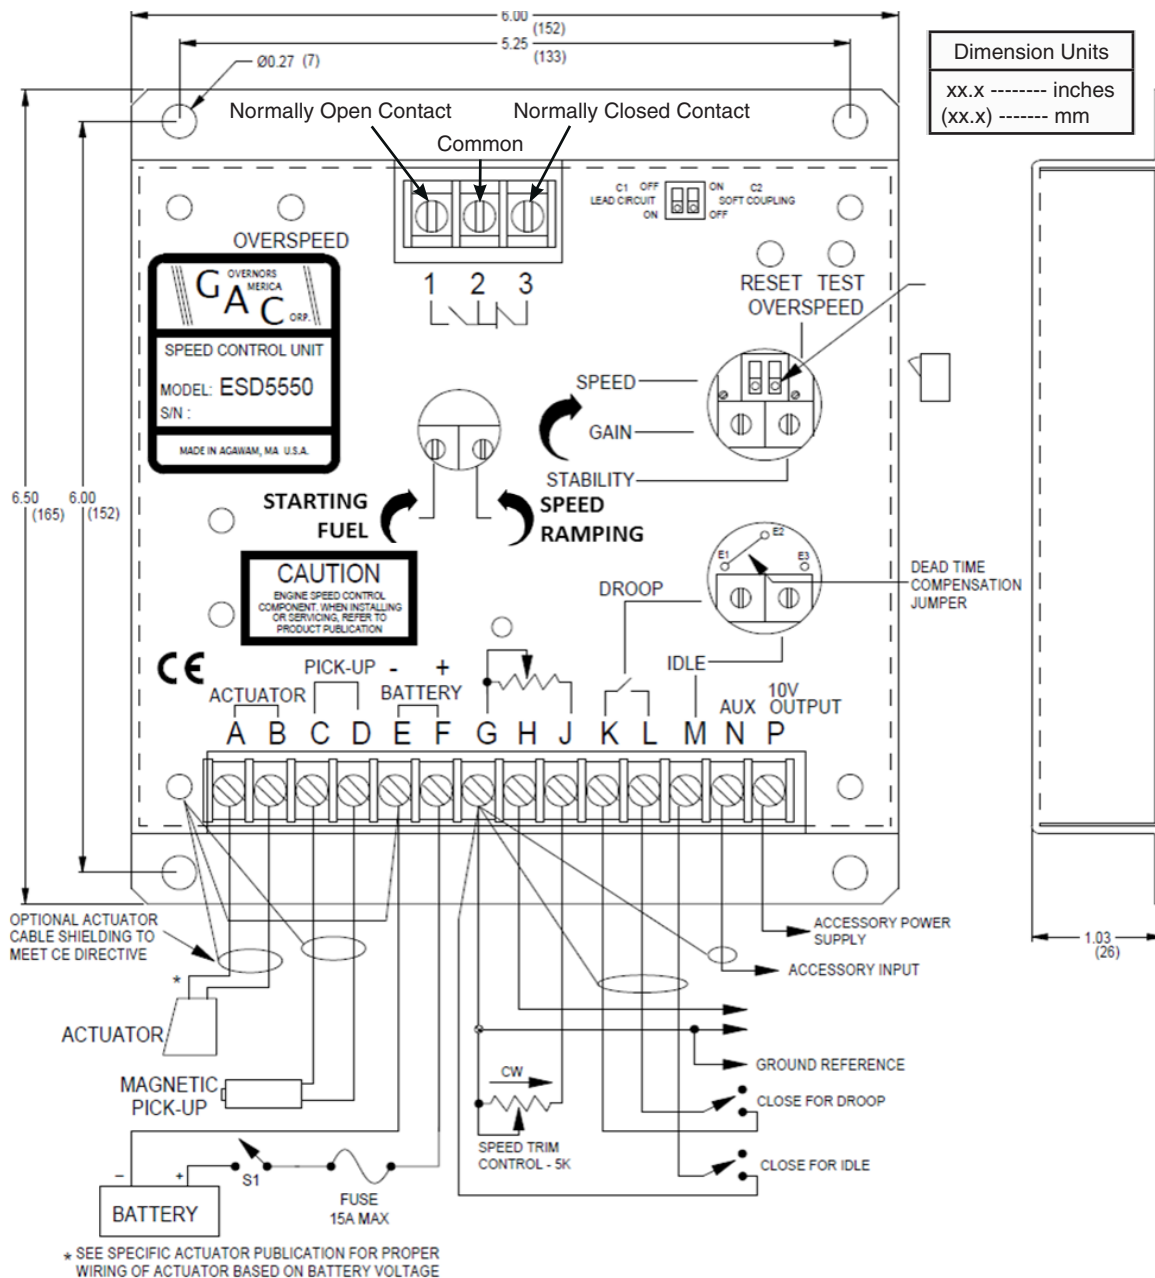 6.00
(152)
5.25
(133)
Ø0.27 (7)
Dimension Units
xx.x -------- inches
(xx.x) ------- mm
Normally Open Contact
Normally Closed Contact
Common
C1 OFF
LEAD CIRCUIT
ON
ON C2
SOFT COUPLING
OFF
OVERSPEED
1 2 3
RESET TEST
OVERSPEED
GAC
GOVERNORS
AMERICA
CORP.
SPEED CONTROL UNIT
MODEL: ESD5550
S/N :
MADE IN AGAWAM, MA U.S.A.
SPEED
GAIN
STABILITY
6.50
(165)
6.00
(152)
STARTING
FUEL
SPEED
RAMPING
E1
E2
E3
DEAD TIME
COMPENSATION
JUMPER
CAUTION
ENGINE SPEED CONTROL
COMPONENT. WHEN INSTALLING
OR SERVICING, REFER TO
PRODUCT PUBLICATION
DROOP
IDLE
CE
ACTUATOR
PICK-UP
- +
BATTERY
AUX
10V
OUTPUT
A B C D E F G H J K L M N P
OPTIONAL ACTUATOR
CABLE SHIELDING TO
MEET CE DIRECTIVE
ACCESSORY POWER
SUPPLY
1.03
(26)
ACCESSORY INPUT
*
ACTUATOR
GROUND REFERENCE
MAGNETIC
PICK-UP
CW
CLOSE FOR DROOP
SPEED TRIM
CONTROL - 5K
CLOSE FOR IDLE
– +
S1
BATTERY
FUSE
15A MAX
* SEE SPECIFIC ACTUATOR PUBLICATION FOR PROPER
WIRING OF ACTUATOR BASED ON BATTERY VOLTAGE